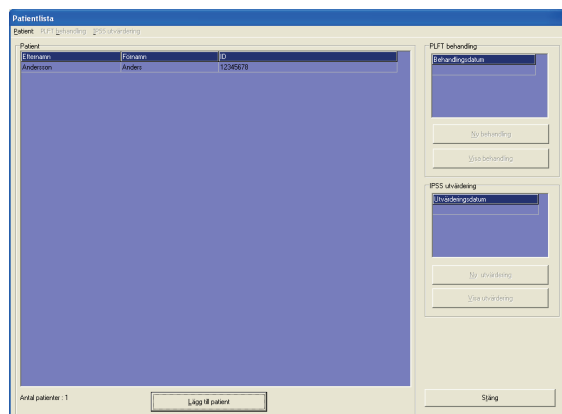 Patientlista
Patient PLFT behandling IPSS utvärdering
Patient
Efternamn Förnamn ID
Andersson Anders 12345678
Antal patienter : 1
Lägg till patient
PLFT behandling
Behandlingsdatum
Ny behandling
Visa behandling
IPSS utvärdering
Utvärderingsdatum
Ny utvärdering
Visa utvärdering
Stäng